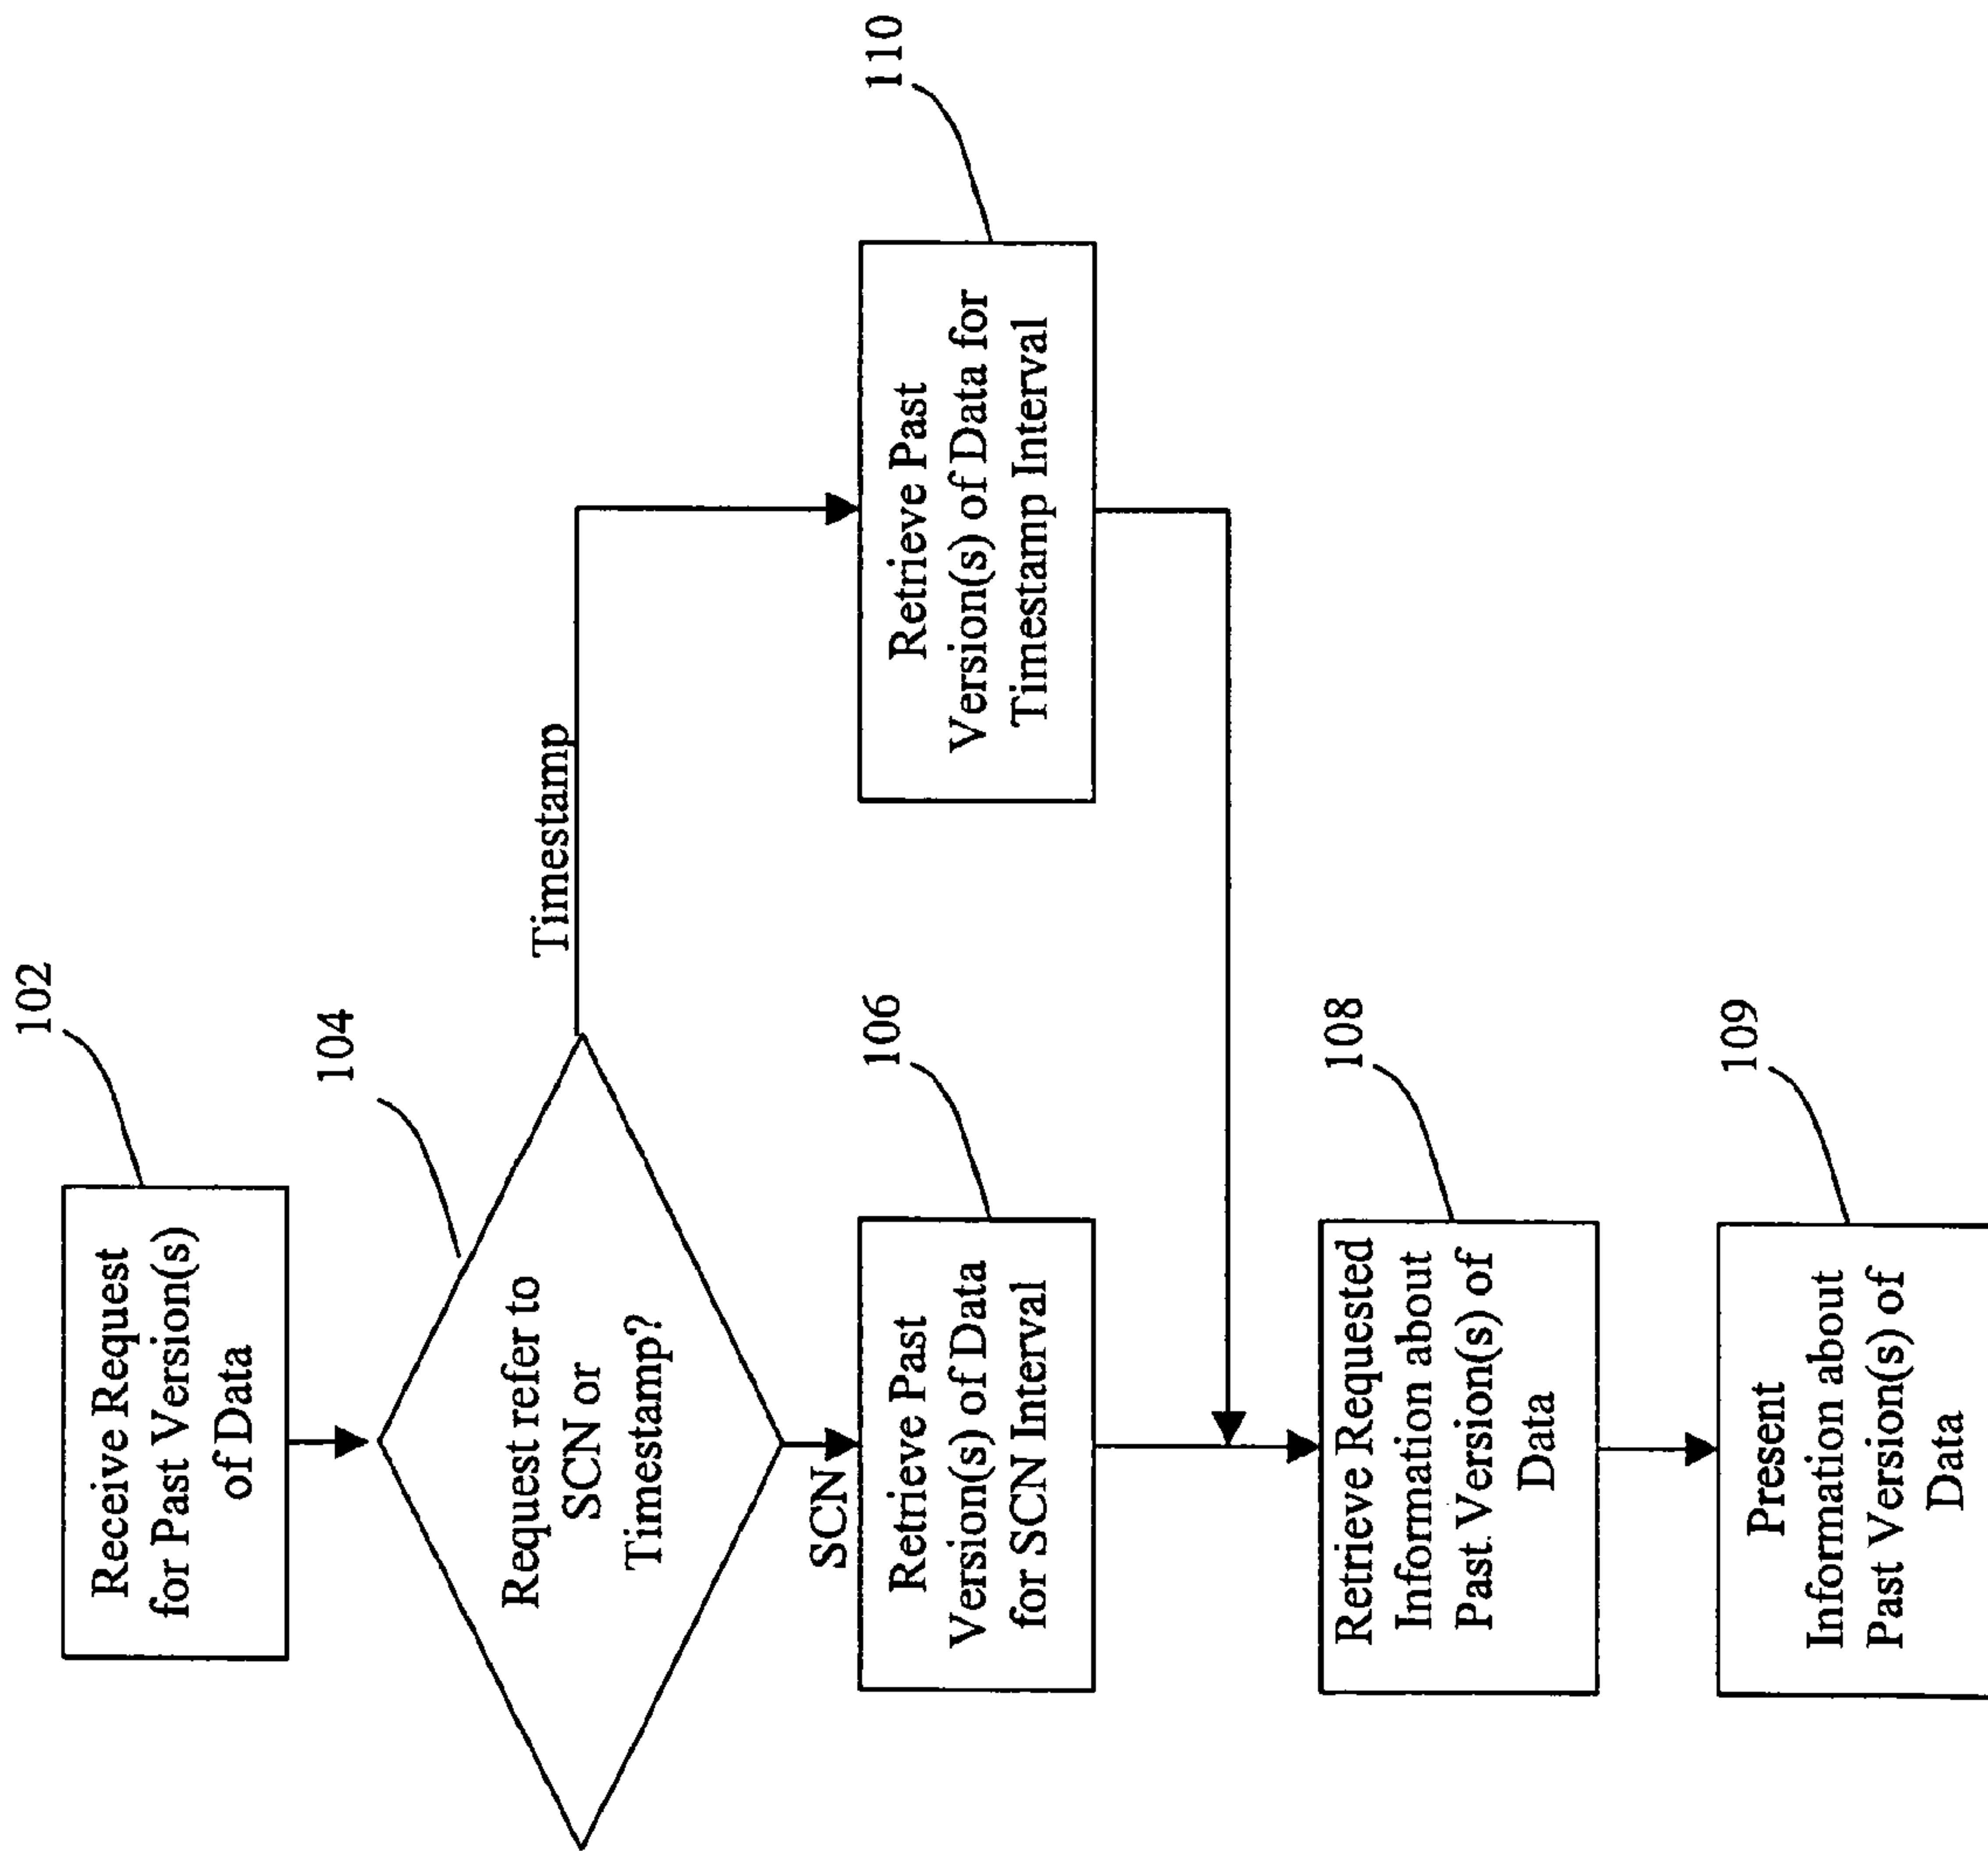 102
Receive Request
for Past Version(s)
of Data
104
Request refer to
SCN or
Timestamp?
Timestamp
SCN
106
Retrieve Past
Version(s) of Data
for SCN Interval
110
Retrieve Past
Version(s) of Data for
Timestamp Interval
108
Retrieve Requested
Information about
Past Version(s) of
Data
109
Present
Information about
Past Version(s) of
Data